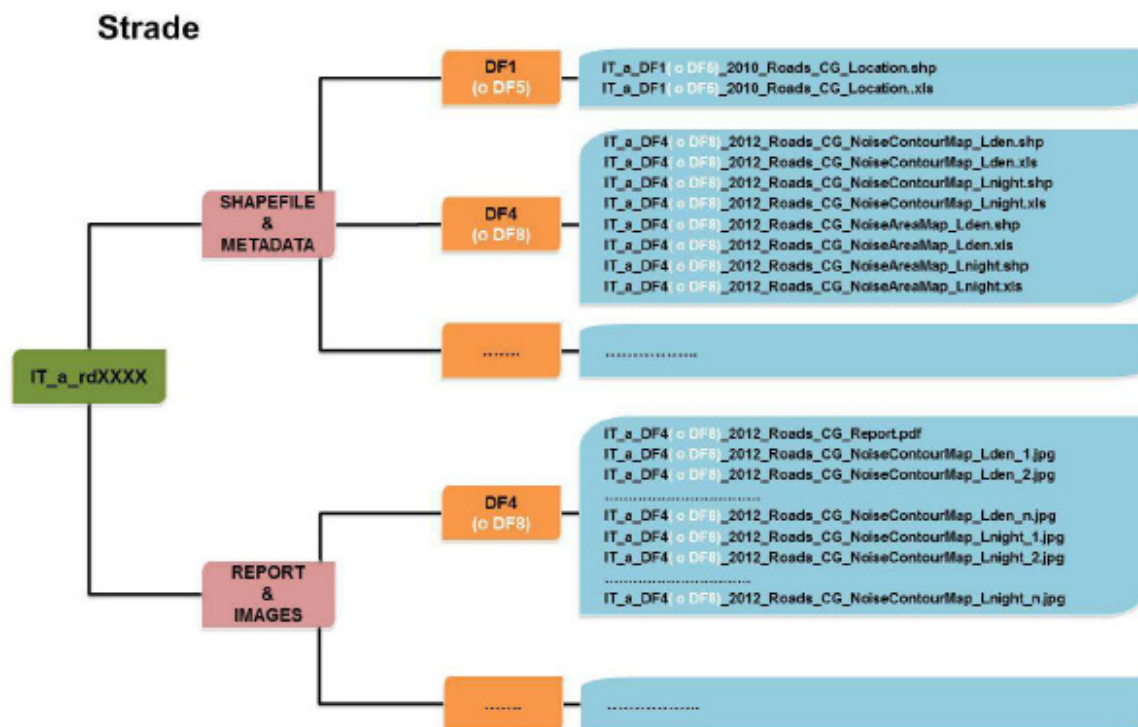 Strade
DF1
(o DF5)
IT_a_DF1( o DF5)_2010_Roads_CG_Location.shp
IT_a_DF1( o DF5)_2010_Roads_CG_Location..xls
SHAPEFILE
&
METADATA
DF4
(o DF8)
IT_a_DF4( o DF8)_2012_Roads_CG_NoiseContourMap_Lden.shp
IT_a_DF4( o DF8)_2012_Roads_CG_NoiseContourMap_Lden.xls
IT_a_DF4( o DF8)_2012_Roads_CG_NoiseContourMap_Lnight.shp
IT_a_DF4( o DF8)_2012_Roads_CG_NoiseContourMap_Lnight.xls
IT_a_DF4( o DF8)_2012_Roads_CG_NoiseAreaMap_Lden.shp
IT_a_DF4( o DF8)_2012_Roads_CG_NoiseAreaMap_Lden.xls
IT_a_DF4( o DF8)_2012_Roads_CG_NoiseAreaMap_Lnight.shp
IT_a_DF4( o DF8)_2012_Roads_CG_NoiseAreaMap_Lnight.xls
.......
..................
IT_a_rdXXXX
REPORT
&
IMAGES
DF4
(o DF8)
IT_a_DF4( o DF8)_2012_Roads_CG_Report.pdf
IT_a_DF4( o DF8)_2012_Roads_CG_NoiseContourMap_Lden_1.jpg
IT_a_DF4( o DF8)_2012_Roads_CG_NoiseContourMap_Lden_2.jpg
..................................
IT_a_DF4( o DF8)_2012_Roads_CG_NoiseContourMap_Lden_n.jpg
IT_a_DF4( o DF8)_2012_Roads_CG_NoiseContourMap_Lnight_1.jpg
IT_a_DF4( o DF8)_2012_Roads_CG_NoiseContourMap_Lnight_2.jpg
................................
IT_a_DF4( o DF8)_2012_Roads_CG_NoiseContourMap_Lnight_n.jpg
.......
..................